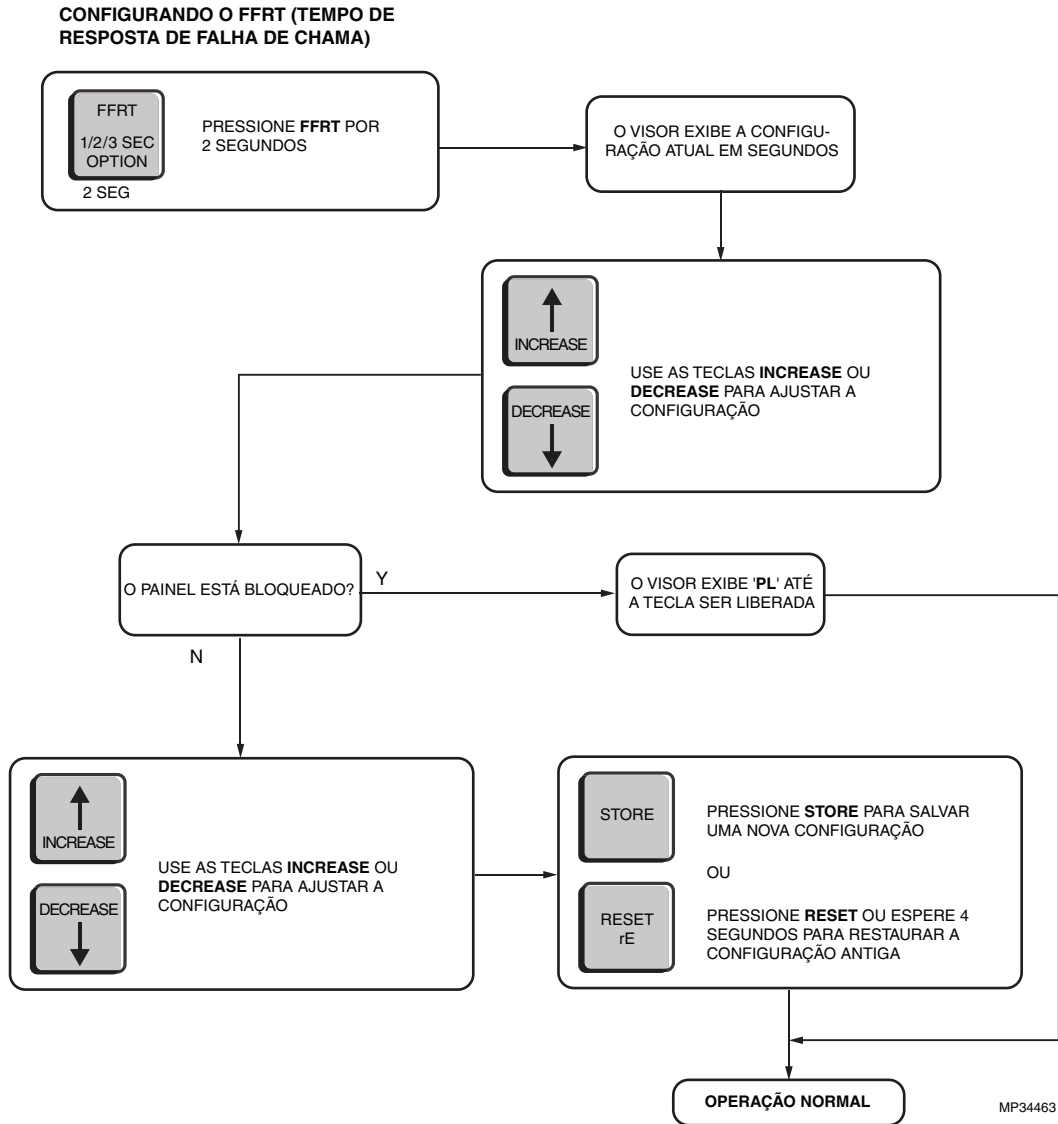 CONFIGURANDO O FFRT (TEMPO DE
RESPOSTA DE FALHA DE CHAMA)
FFRT
1/2/3 SEC
OPTION
2 SEG
PRESSIONE FFRT POR
2 SEGUNDOS
O VISOR EXIBE A CONFIGU-
RAÇÃO ATUAL EM SEGUNDOS
INCREASE
DECREASE
USE AS TECLAS INCREASE OU
DECREASE PARA AJUSTAR A
CONFIGURAÇÃO
O PAINEL ESTÁ BLOQUEADO?
Y
N
O VISOR EXIBE 'PL' ATÉ
A TECLA SER LIBERADA
INCREASE
DECREASE
USE AS TECLAS INCREASE OU
DECREASE PARA AJUSTAR A
CONFIGURAÇÃO
STORE
PRESSIONE STORE PARA SALVAR
UMA NOVA CONFIGURAÇÃO
OU
RESET
rE
PRESSIONE RESET OU ESPERE 4
SEGUNDOS PARA RESTAURAR A
CONFIGURAÇÃO ANTIGA
OPERAÇÃO NORMAL
MP34463